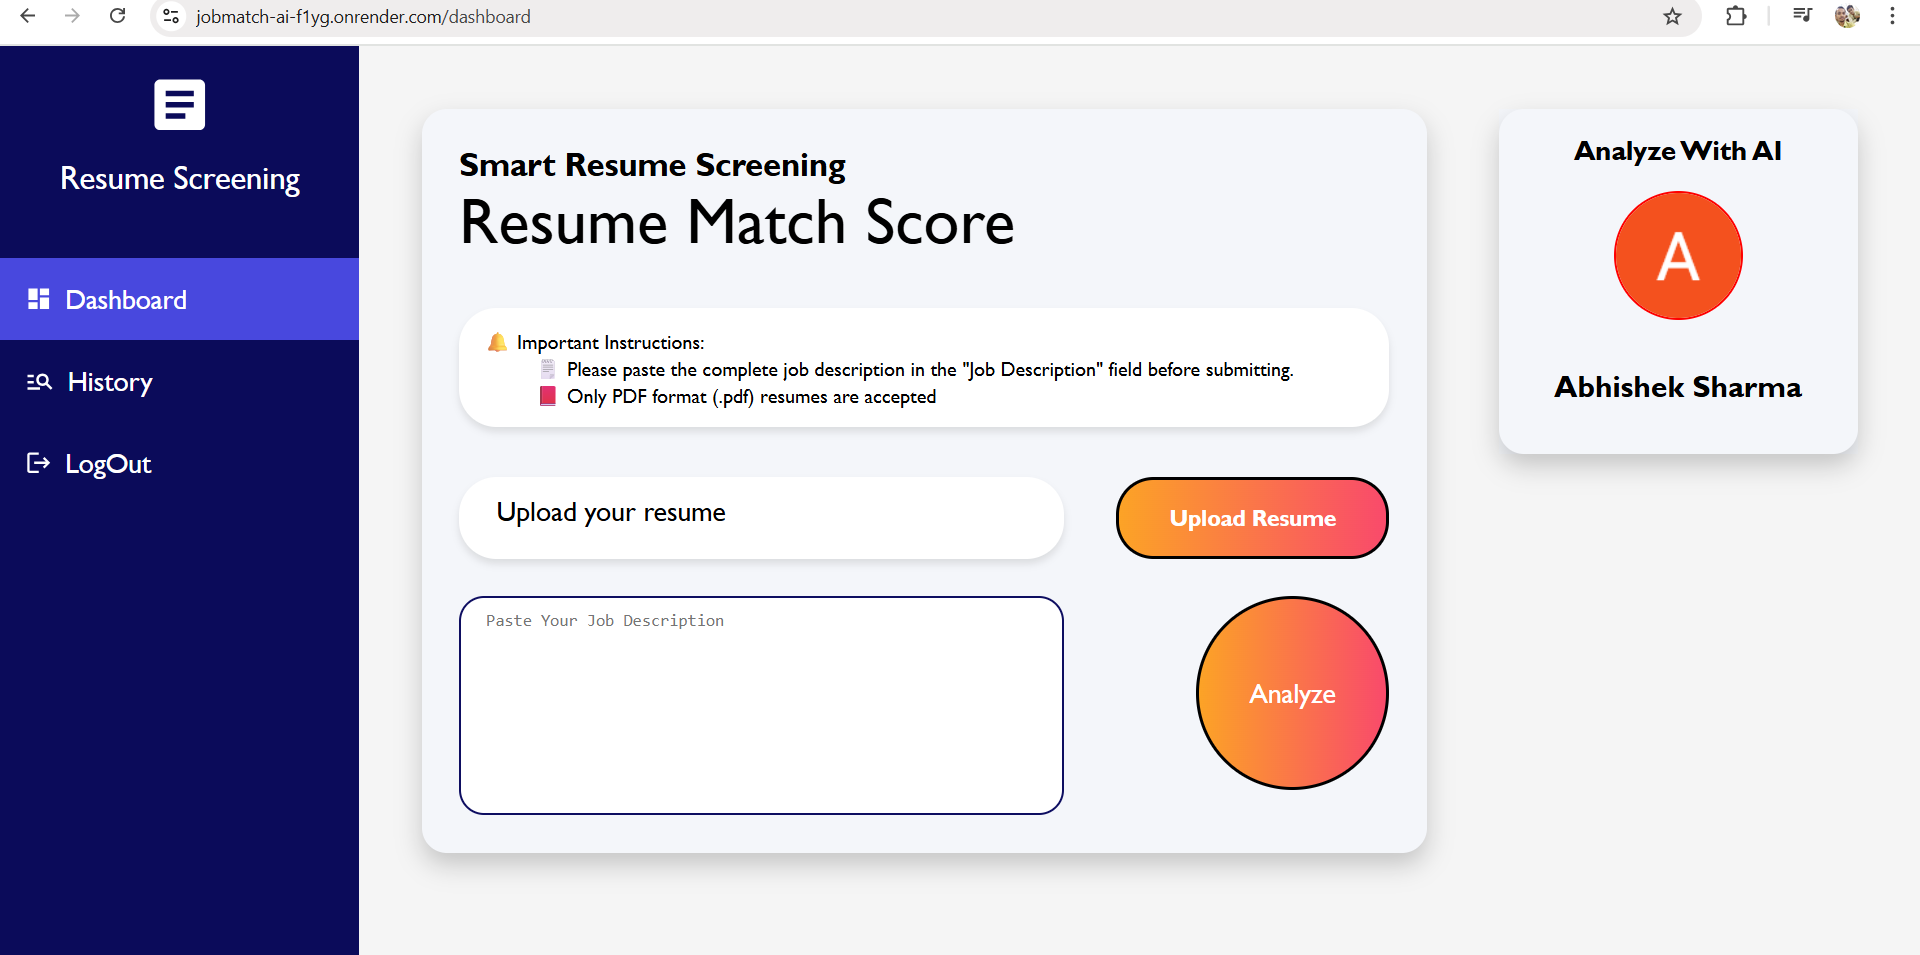 jobmatch-ai-f1yg.onrender.com/dashboard
Resume Screening
Dashboard
History
LogOut
Smart Resume Screening
Resume Match Score
Important Instructions:
Please paste the complete job description in the "Job Description" field before submitting.
Only PDF format (.pdf) resumes are accepted
Upload your resume
Upload Resume
Paste Your Job Description
Analyze
Analyze With AI
A
Abhishek Sharma